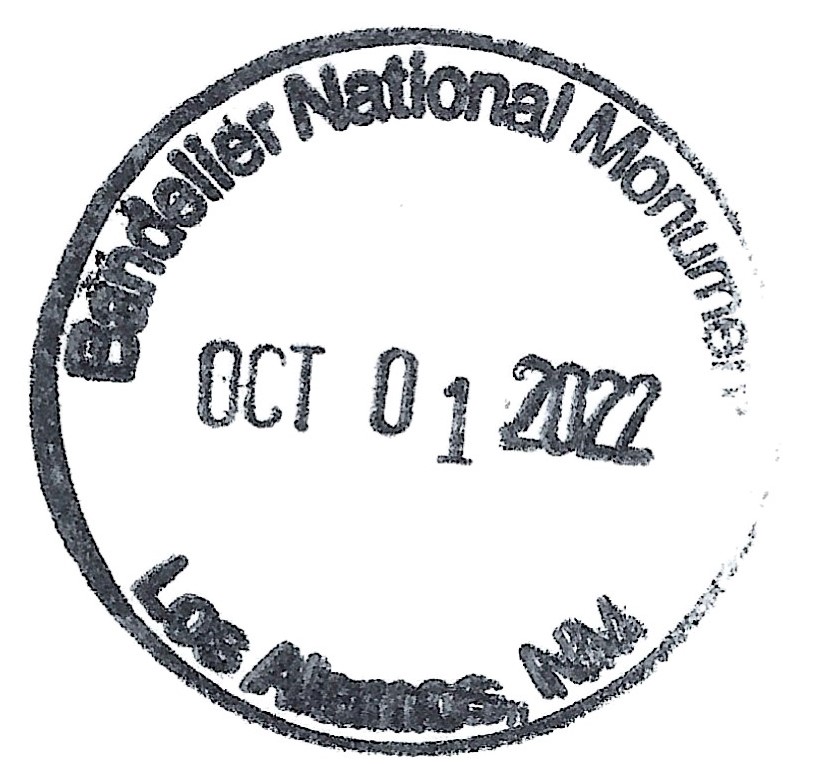 Bandelier National Monument
OCT 01 2022
Los Alamos, NM